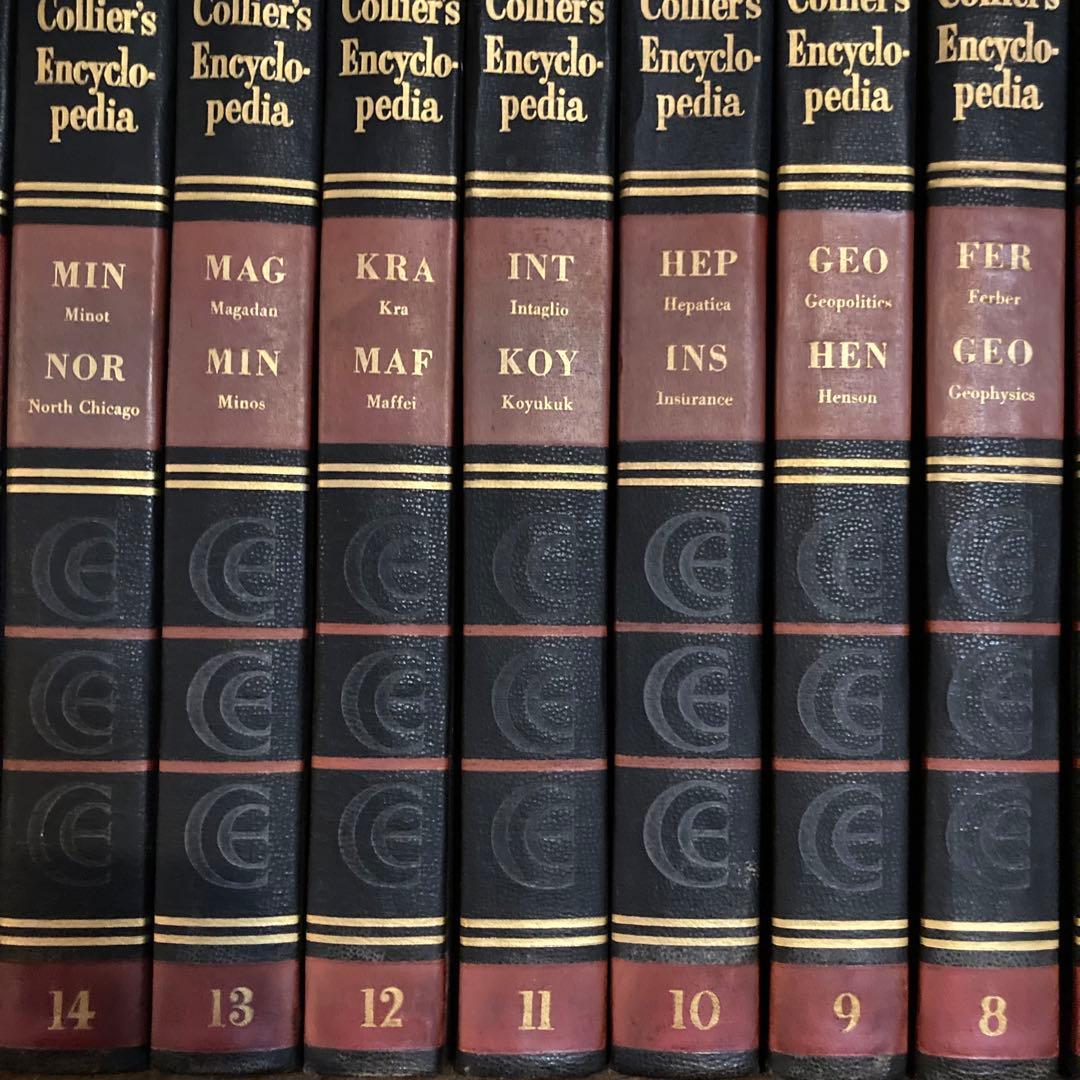 Collier's
Encyclo-
pedia
MIN
Minot
NOR
North Chicago
14
Collier's
Encyclo-
pedia
MAG
Magadan
MIN
Minos
13
Collier's
Encyclo-
pedia
KRA
Kra
MAF
Maffei
12
Collier's
Encyclo-
pedia
INT
Intaglio
KOY
Koyukuk
11
Collier's
Encyclo-
pedia
HEP
Hepatica
INS
Insurance
10
Collier's
Encyclo-
pedia
GEO
Geopolitics
HEN
Henson
9
Collier's
Encyclo-
pedia
FER
Ferber
GEO
Geophysics
8